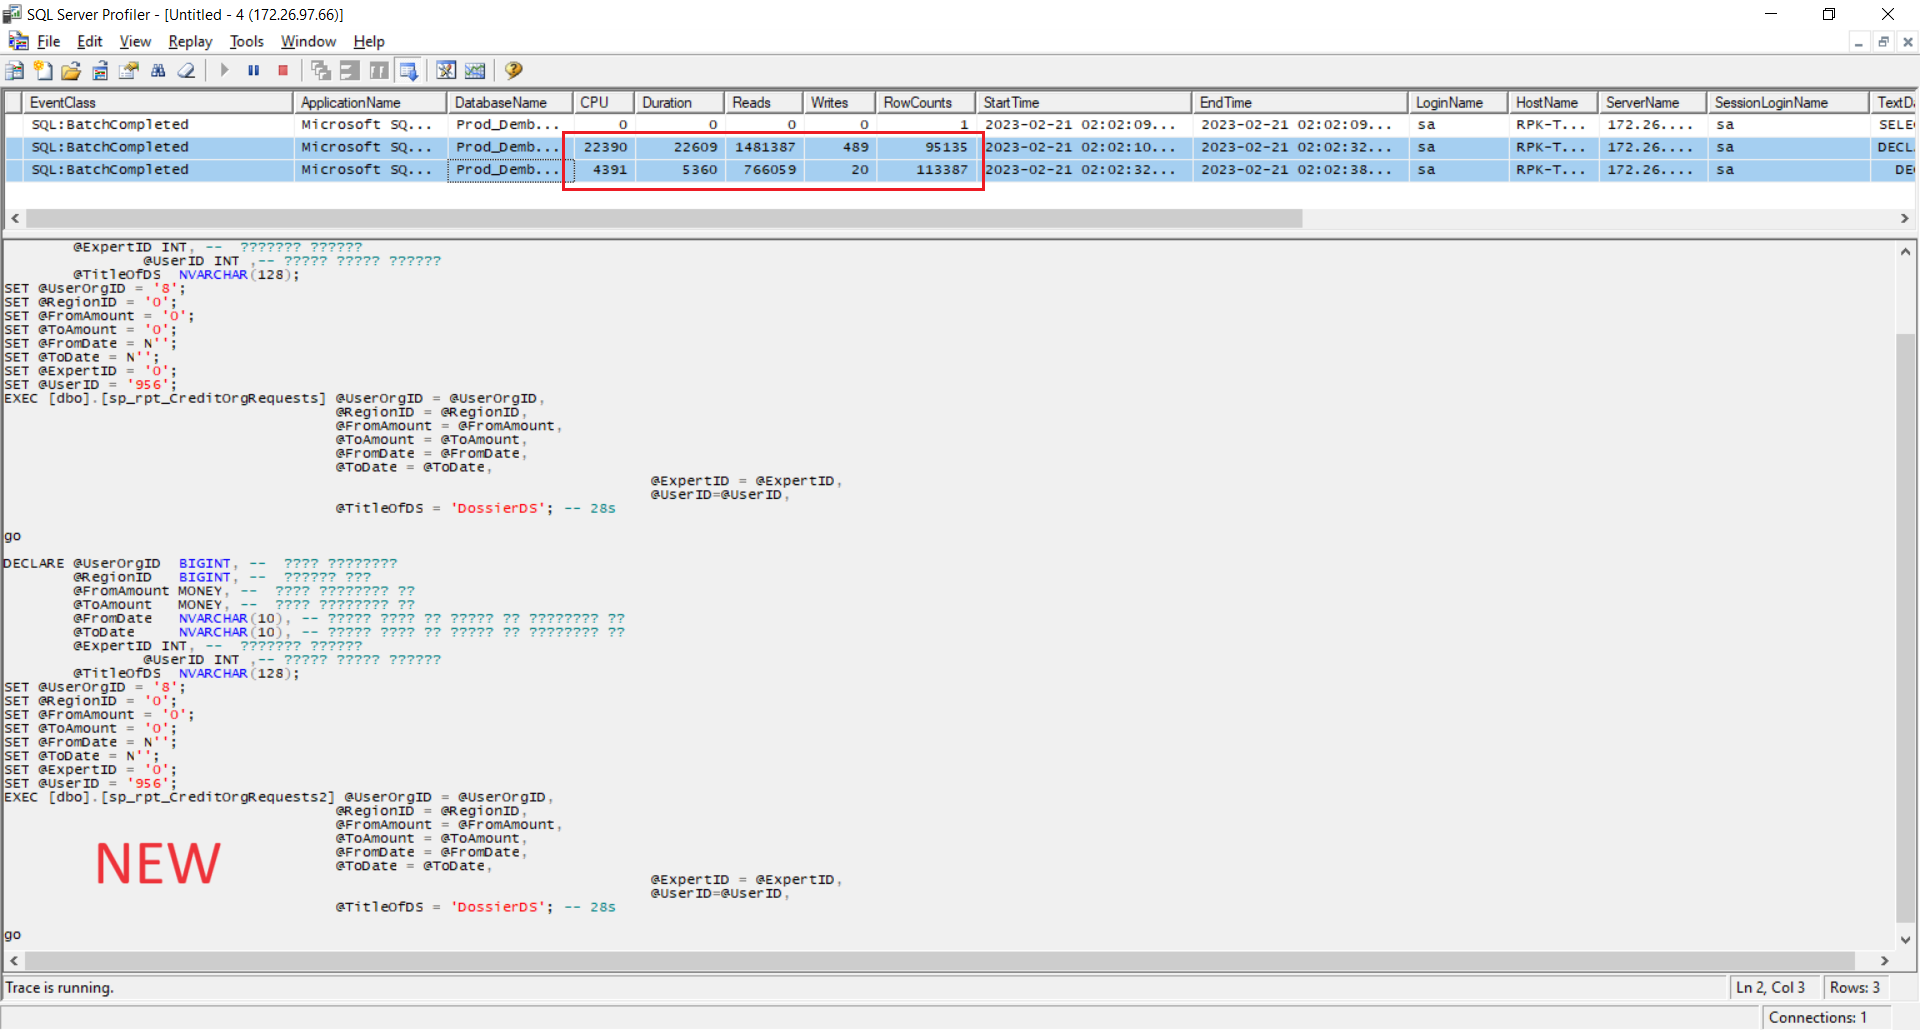 SQL Server Profiler - [Untitled - 4 (172.26.97.66)]
File Edit View Replay Tools Window Help
EventClass ApplicationName DatabaseName CPU Duration Reads Writes RowCounts StartTime EndTime LoginName HostName ServerName SessionLoginName TextDa
SQL:BatchCompleted Microsoft SQ... Prod_Demb... 0 0 0 0 1 2023-02-21 02:02:09... 2023-02-21 02:02:09... sa RPK-T... 172.26.... sa SELE
SQL:BatchCompleted Microsoft SQ... Prod_Demb... 22390 22609 1481387 489 95135 2023-02-21 02:02:10... 2023-02-21 02:02:32... sa RPK-T... 172.26.... sa DECL
SQL:BatchCompleted Microsoft SQ... Prod_Demb... 4391 5360 766059 20 113387 2023-02-21 02:02:32... 2023-02-21 02:02:38... sa RPK-T... 172.26.... sa DE
@ExpertID INT, -- ??????? ??????
@UserID INT ,-- ????? ????? ??????
@TitleOfDS NVARCHAR(128);
SET @UserOrgID = '8';
SET @RegionID = '0';
SET @FromAmount = '0';
SET @ToAmount = '0';
SET @FromDate = N'';
SET @ToDate = N'';
SET @ExpertID = '0';
SET @UserID = '956';
EXEC [dbo].[sp_rpt_CreditOrgRequests] @UserOrgID = @UserOrgID,
@RegionID = @RegionID,
@FromAmount = @FromAmount,
@ToAmount = @ToAmount,
@FromDate = @FromDate,
@ToDate = @ToDate,
@ExpertID = @ExpertID,
@UserID=@UserID,
@TitleOfDS = 'DossierDS'; -- 28s
go
DECLARE @UserOrgID BIGINT, -- ???? ????????
@RegionID BIGINT, -- ?????? ???
@FromAmount MONEY, -- ???? ???????? ??
@ToAmount MONEY, -- ???? ???????? ??
@FromDate NVARCHAR(10), -- ????? ???? ?? ????? ?? ???????? ??
@ToDate NVARCHAR(10), -- ????? ???? ?? ????? ?? ???????? ??
@ExpertID INT, -- ??????? ??????
@UserID INT ,-- ????? ????? ??????
@TitleOfDS NVARCHAR(128);
SET @UserOrgID = '8';
SET @RegionID = '0';
SET @FromAmount = '0';
SET @ToAmount = '0';
SET @FromDate = N'';
SET @ToDate = N'';
SET @ExpertID = '0';
SET @UserID = '956';
EXEC [dbo].[sp_rpt_CreditOrgRequests2] @UserOrgID = @UserOrgID,
@RegionID = @RegionID,
@FromAmount = @FromAmount,
@ToAmount = @ToAmount,
@FromDate = @FromDate,
@ToDate = @ToDate,
NEW
@ExpertID = @ExpertID,
@UserID=@UserID,
@TitleOfDS = 'DossierDS'; -- 28s
go
Trace is running.
Ln 2, Col 3 Rows: 3
Connections: 1